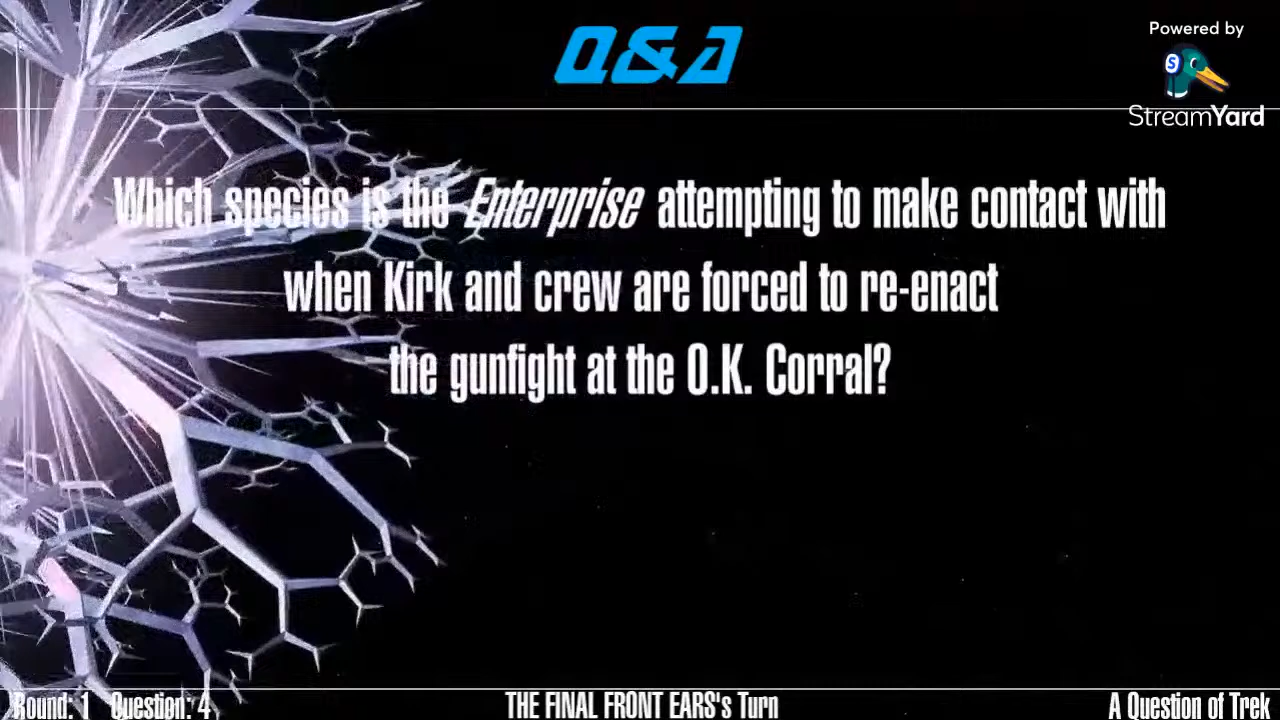 Q&A
Powered by
StreamYard
Which species is the Enterprise attempting to make contact with
when Kirk and crew are forced to re-enact
the gunfight at the O.K. Corral?
Round: 1 Question: 4
THE FINAL FRONT EARS's Turn
A Question of Trek